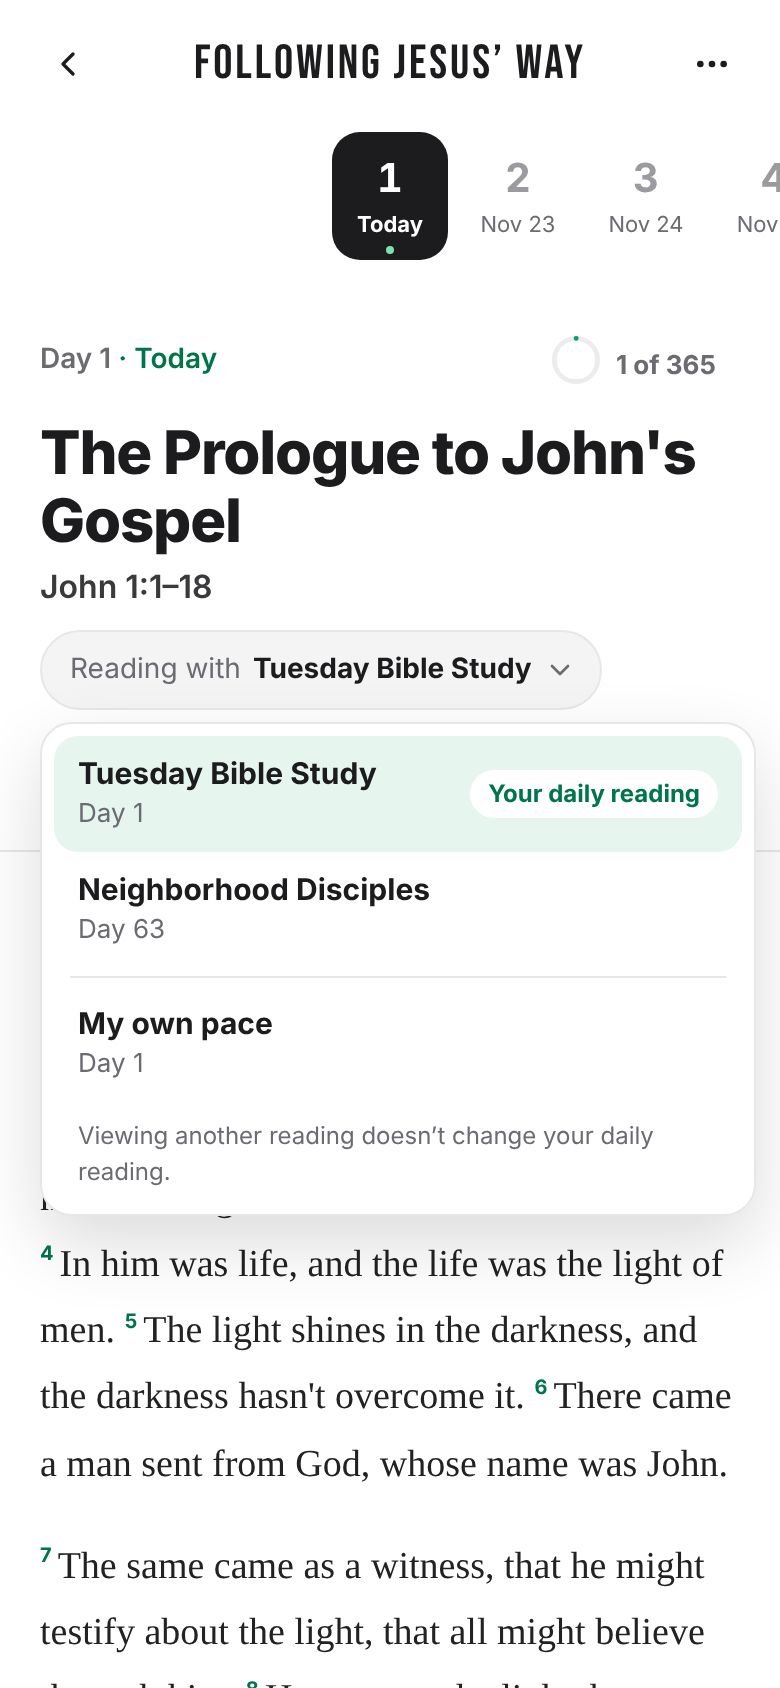 FOLLOWING JESUS’ WAY
1
Today
2
Nov 23
3
Nov 24
4
Nov
Day 1 · Today
1 of 365
The Prologue to John's
Gospel
John 1:1–18
Reading with Tuesday Bible Study
Tuesday Bible Study
Day 1
Your daily reading
Neighborhood Disciples
Day 63
My own pace
Day 1
Viewing another reading doesn’t change your daily
reading.
4 In him was life, and the life was the light of
men. 5 The light shines in the darkness, and
the darkness hasn't overcome it. 6 There came
a man sent from God, whose name was John.
7 The same came as a witness, that he might
testify about the light, that all might believe